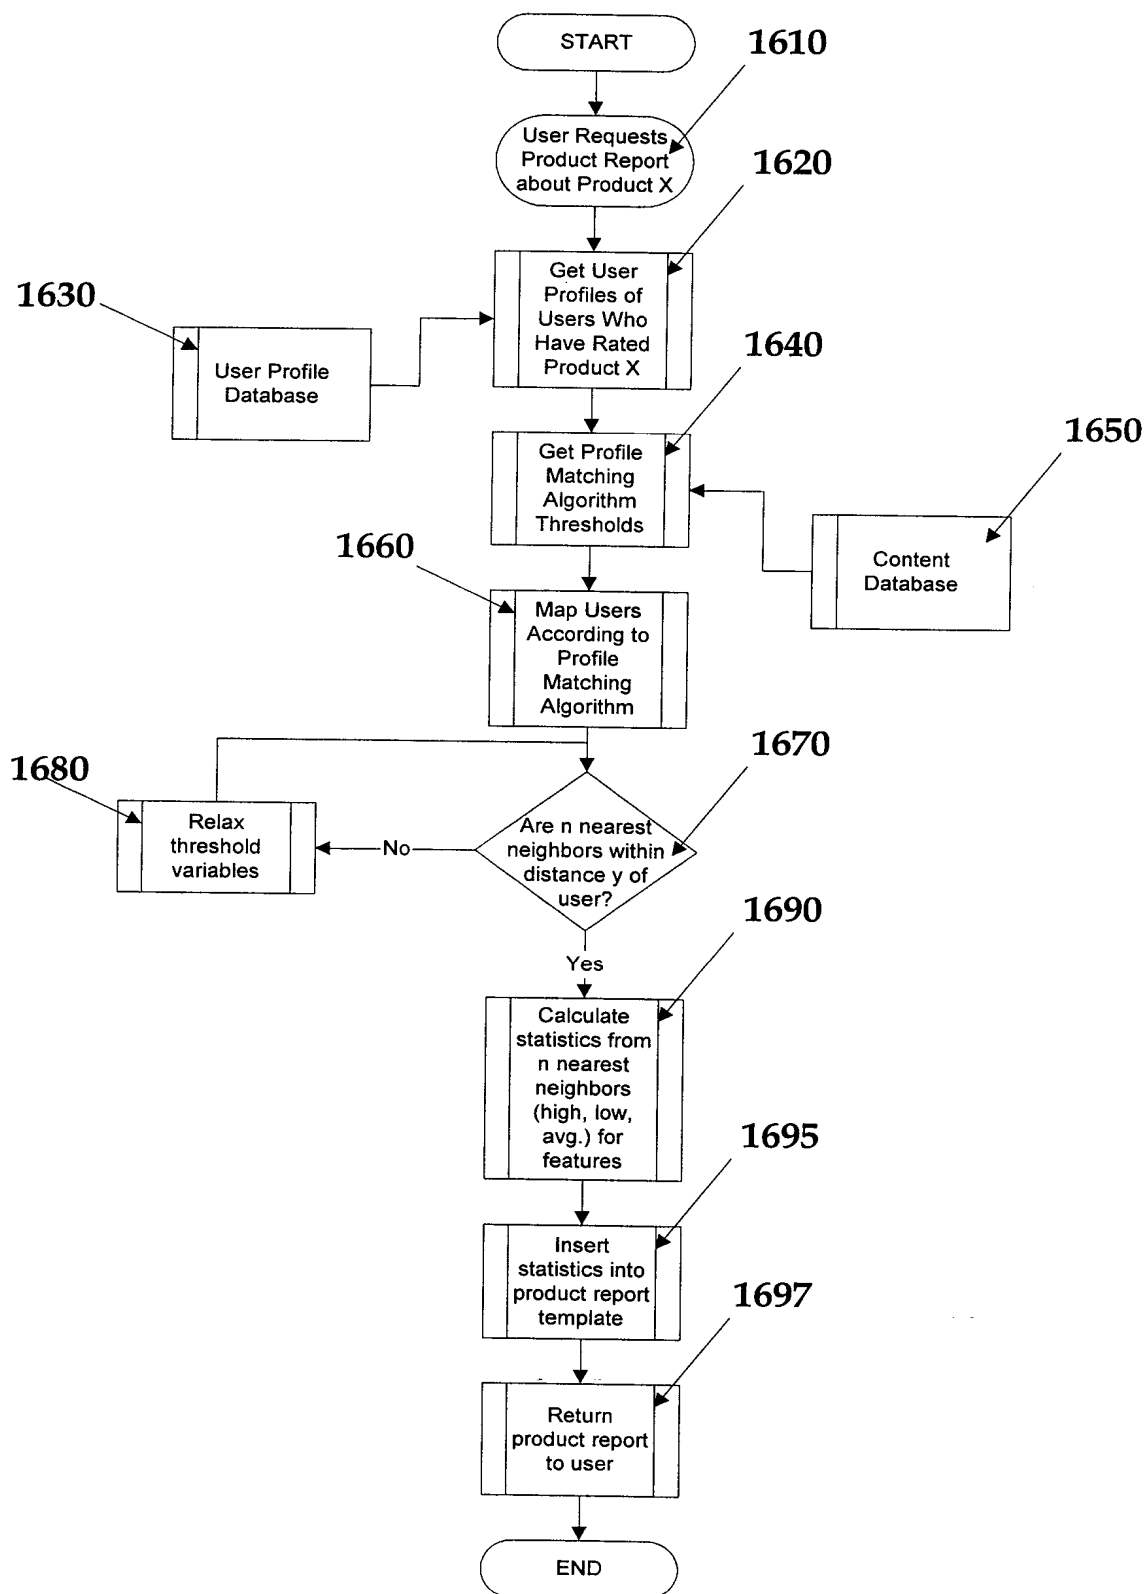 START
1610
User Requests
Product Report
about Product X
1620
Get User
Profiles of
Users Who
Have Rated
Product X
1630
User Profile
Database
1640
Get Profile
Matching
Algorithm
Thresholds
1650
Content
Database
1660
Map Users
According to
Profile
Matching
Algorithm
1670
Are n nearest
neighbors within
distance y of
user?
No
1680
Relax
threshold
variables
Yes
1690
Calculate
statistics from
n nearest
neighbors
(high, low,
avg.) for
features
1695
Insert
statistics into
product report
template
1697
Return
product report
to user
END